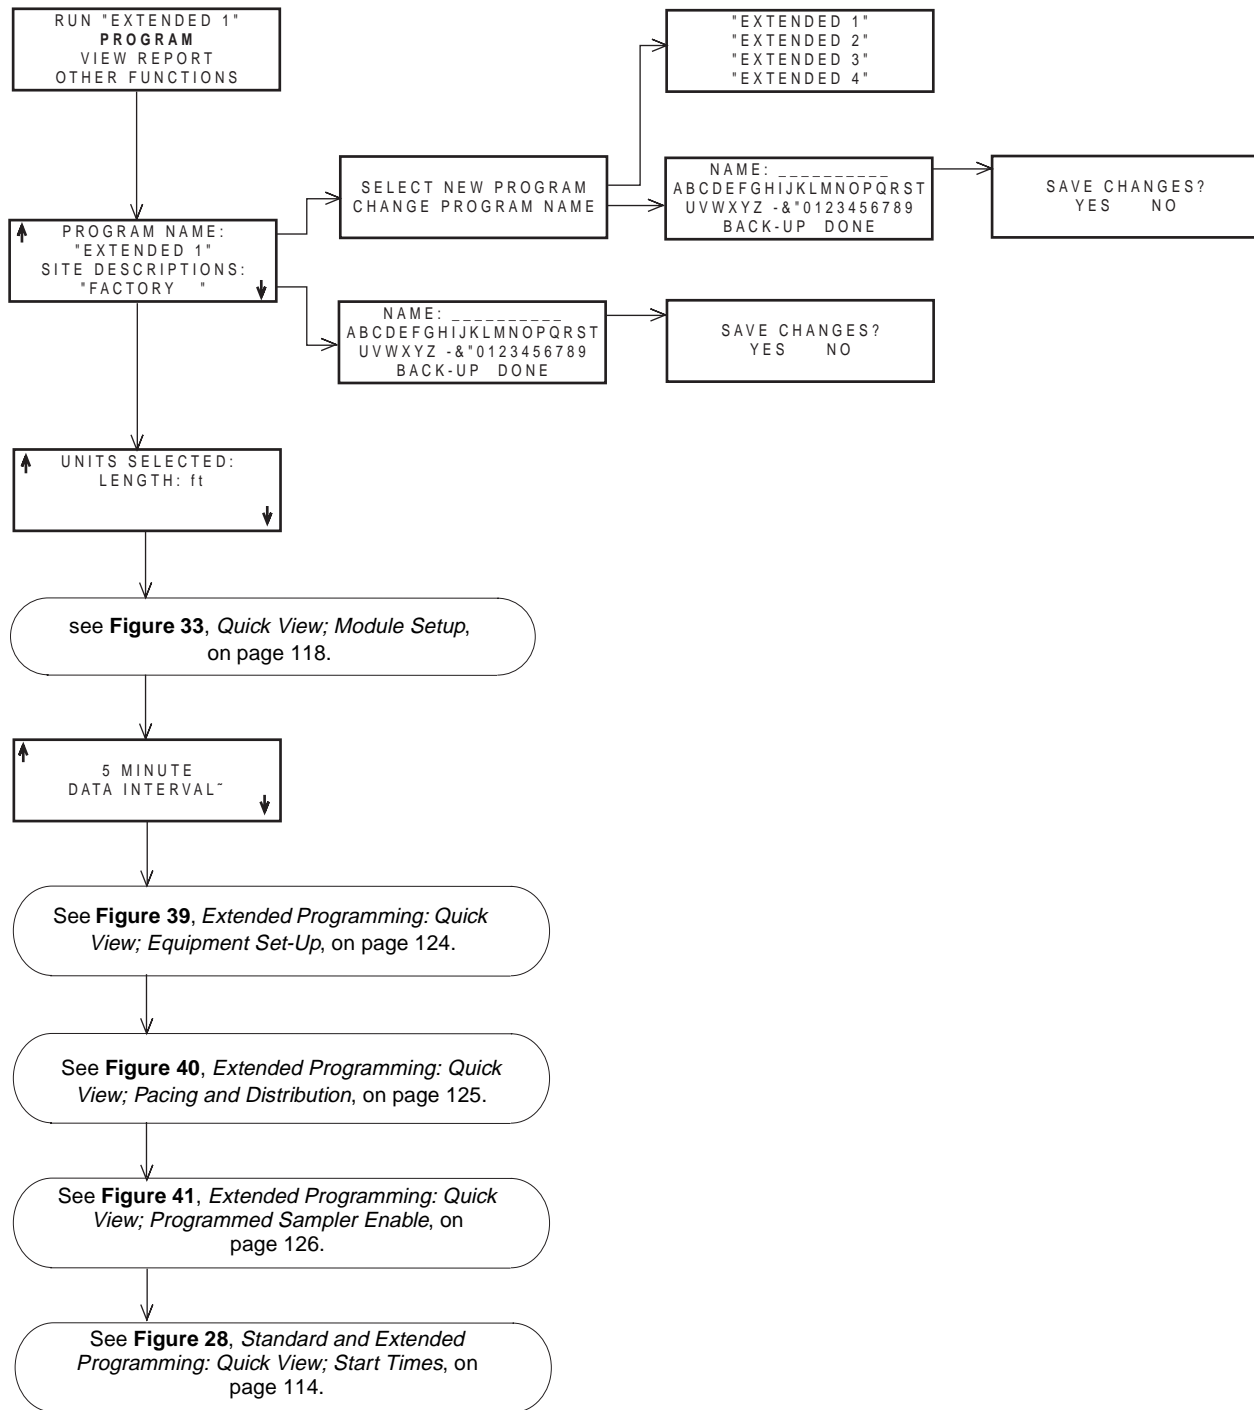 RUN "EXTENDED 1"
PROGRAM
VIEW REPORT
OTHER FUNCTIONS
"EXTENDED 1"
"EXTENDED 2"
"EXTENDED 3"
"EXTENDED 4"
SELECT NEW PROGRAM
CHANGE PROGRAM NAME
NAME: __________
ABCDEFGHIJKLMNOPQRST
UVWXYZ -&"0123456789
BACK-UP DONE
SAVE CHANGES?
YES NO
PROGRAM NAME:
"EXTENDED 1"
SITE DESCRIPTIONS:
"FACTORY "
NAME: __________
ABCDEFGHIJKLMNOPQRST
UVWXYZ -&"0123456789
BACK-UP DONE
SAVE CHANGES?
YES NO
UNITS SELECTED:
LENGTH: ft
see Figure 33, Quick View; Module Setup,
on page 118.
5 MINUTE
DATA INTERVAL~
See Figure 39, Extended Programming: Quick
View; Equipment Set-Up, on page 124.
See Figure 40, Extended Programming: Quick
View; Pacing and Distribution, on page 125.
See Figure 41, Extended Programming: Quick
View; Programmed Sampler Enable, on
page 126.
See Figure 28, Standard and Extended
Programming: Quick View; Start Times, on
page 114.